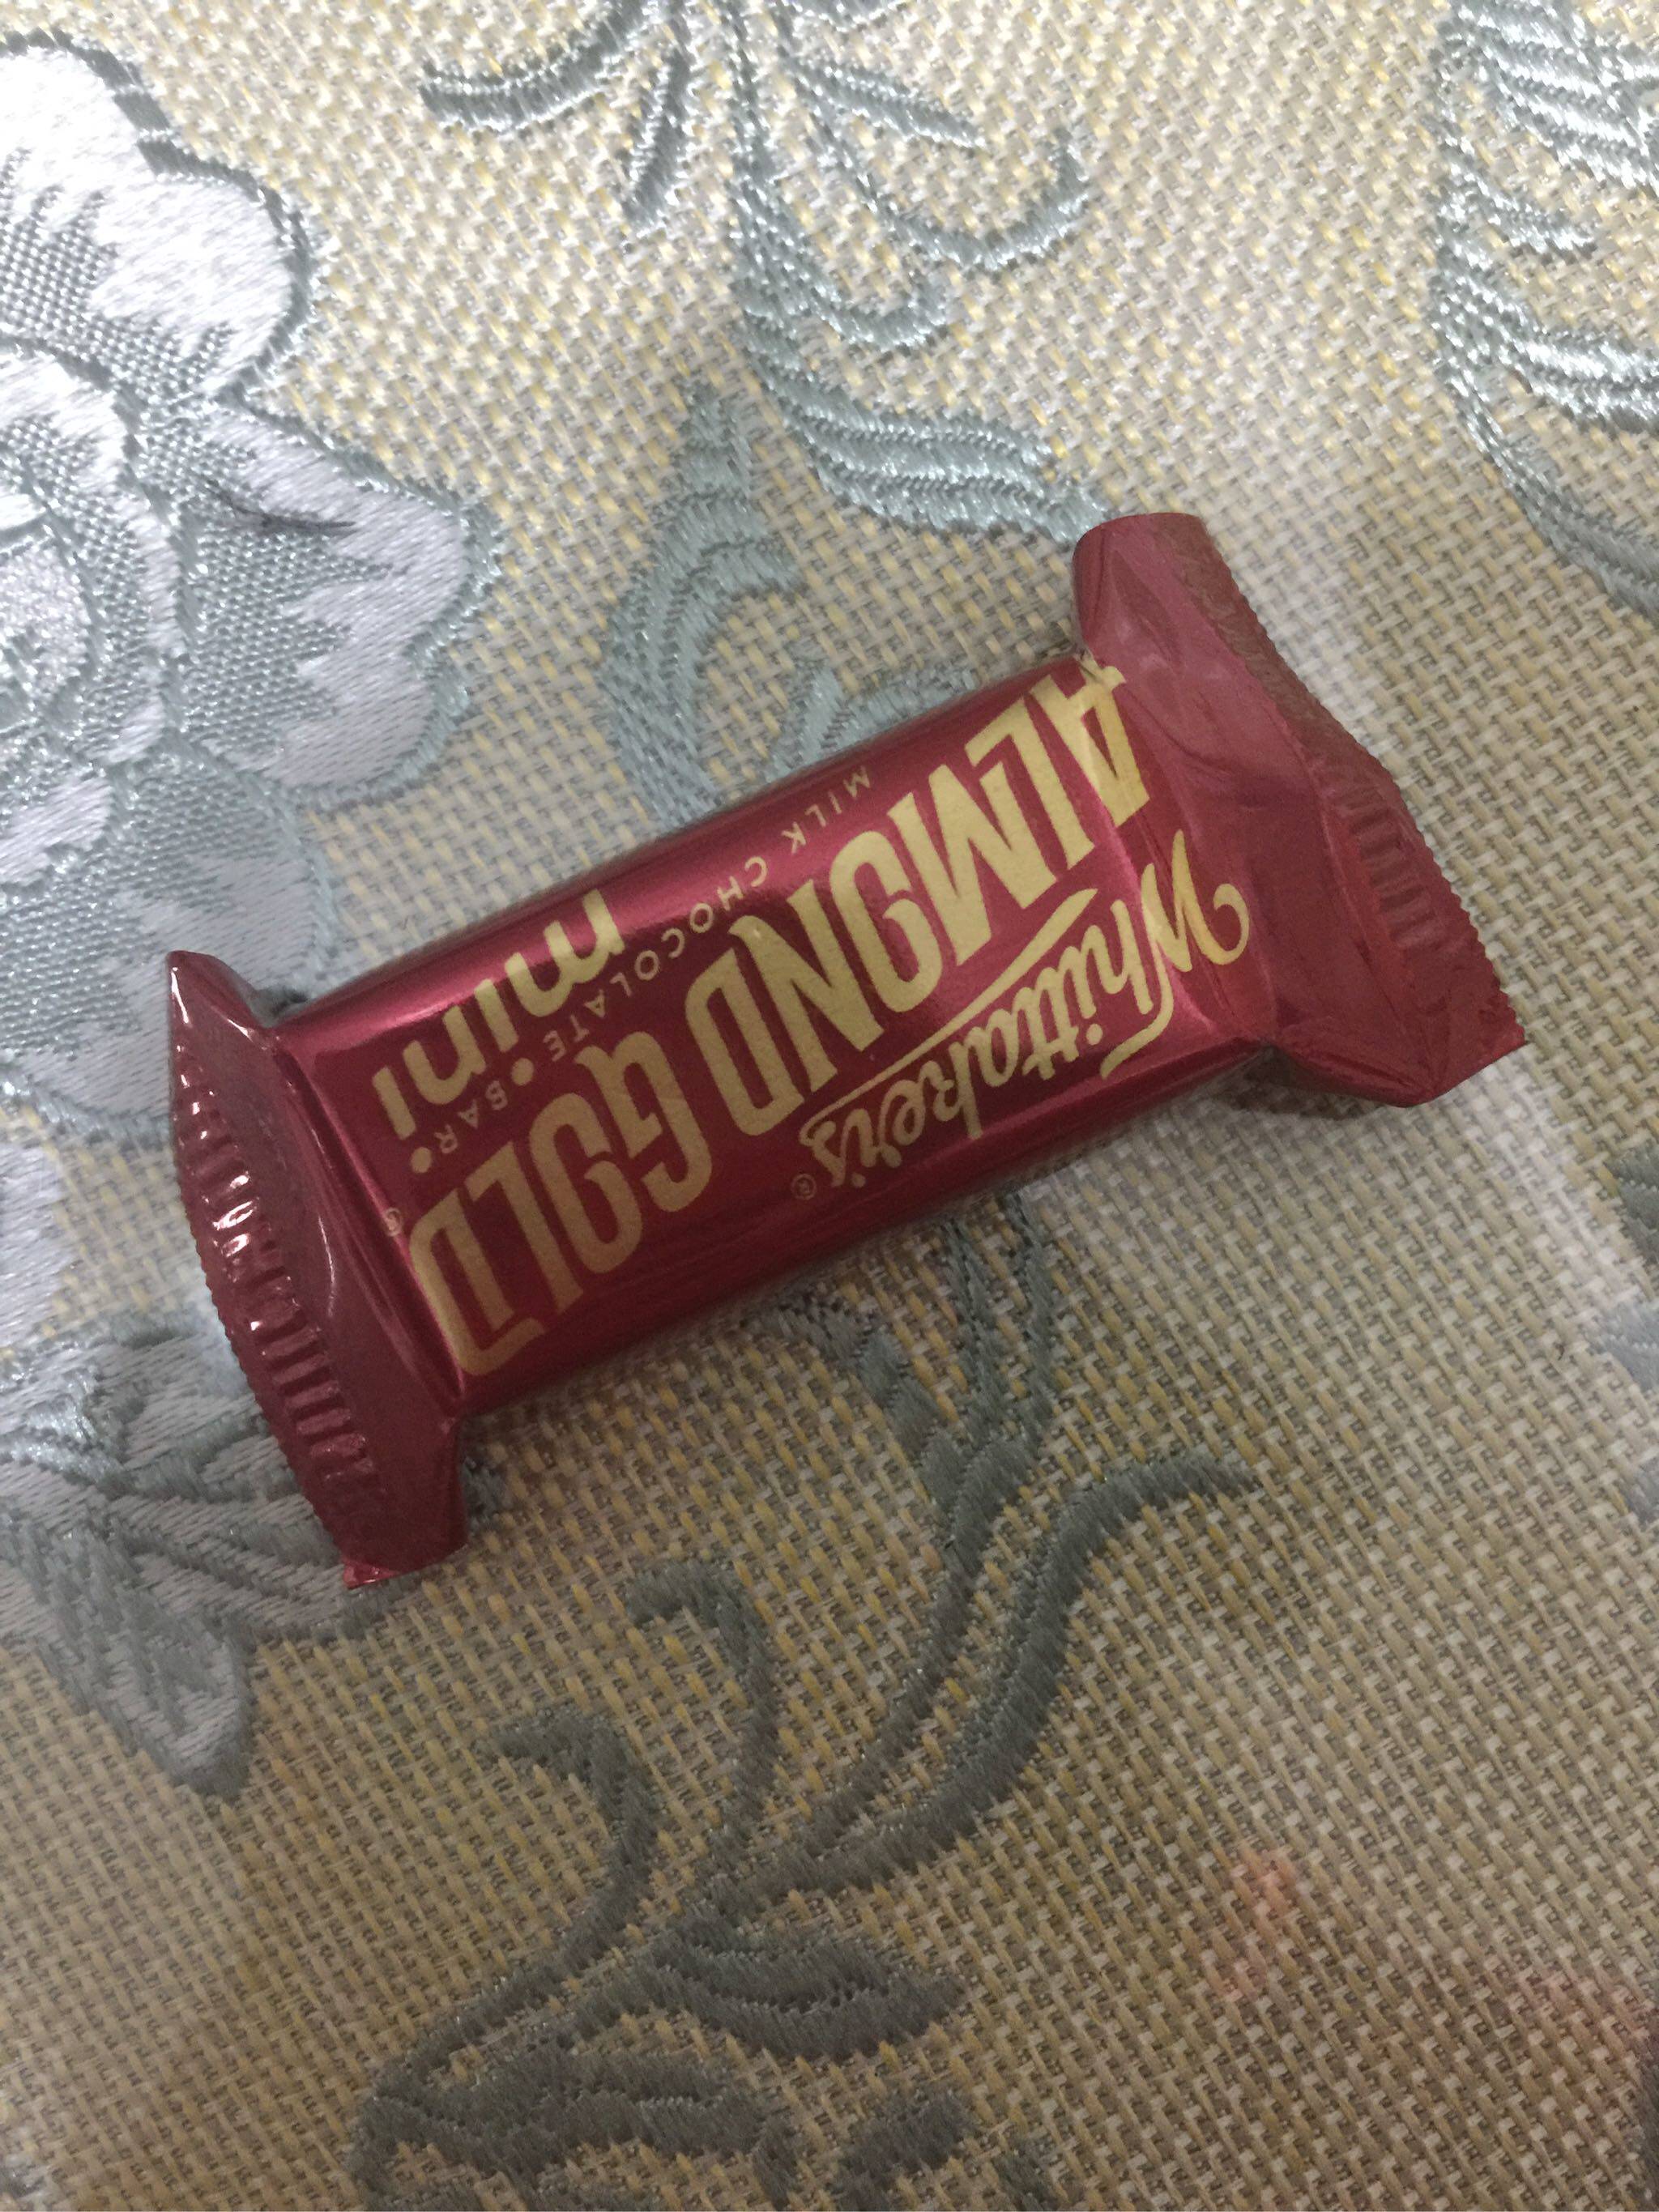 Whittaker's®
ALMOND GOLD®
MILK CHOCOLATE • BAR •
mini